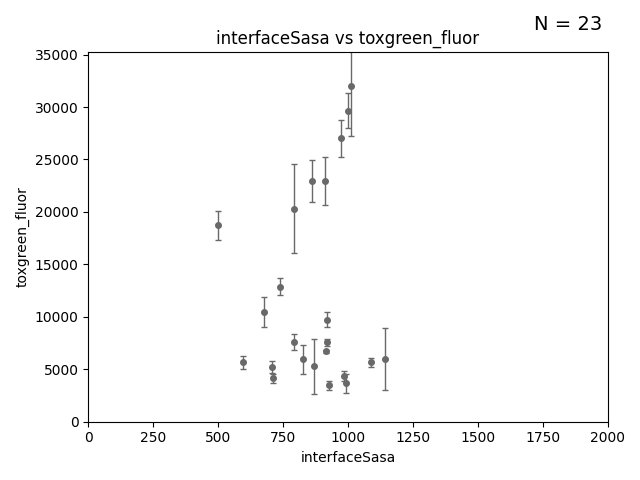 N = 23
interfaceSasa vs toxgreen_fluor
35000
30000
25000
20000
15000
10000
5000
0
toxgreen_fluor
0 250 500 750 1000 1250 1500 1750 2000
interfaceSasa